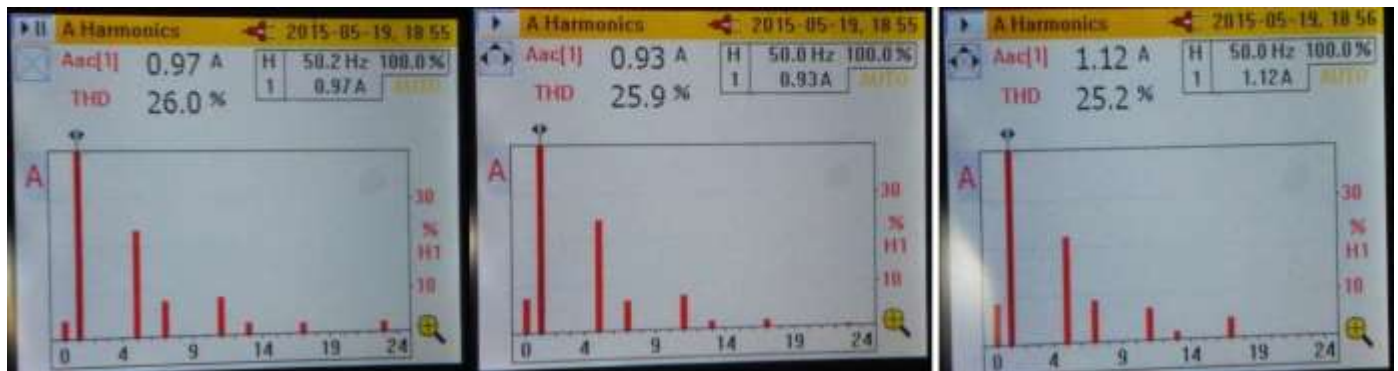 A Harmonics 2015-05-19, 18 55
Aac[1] 0.97 A H 50.2 Hz 100.0%
1 0.97A AUTO
THD 26.0 %
A
30
%
H1
10
0 4 9 14 19 24
A Harmonics 2015-05-19, 18 55
Aac[1] 0.93 A H 50.0 Hz 100.0%
1 0.93A AUTO
THD 25.9 %
A
30
%
H1
10
0 4 9 14 19 24
A Harmonics 2015-05-19, 18 56
Aac[1] 1.12 A H 50.0 Hz 100.0%
1 1.12A AUTO
THD 25.2 %
A
30
%
H1
10
0 4 9 14 19 24